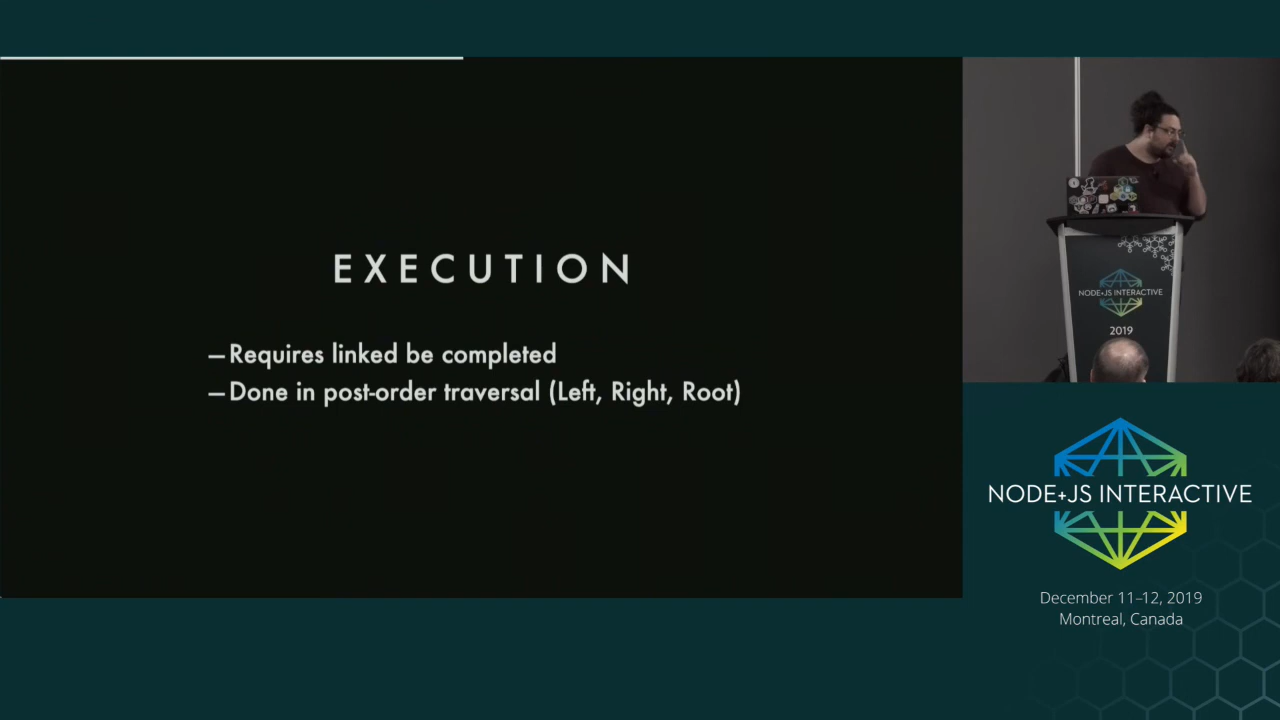 EXECUTION
—Requires linked be completed
—Done in post-order traversal (Left, Right, Root)
NODE+JS INTERACTIVE
2019
NODE+JS INTERACTIVE
December 11–12, 2019
Montreal, Canada